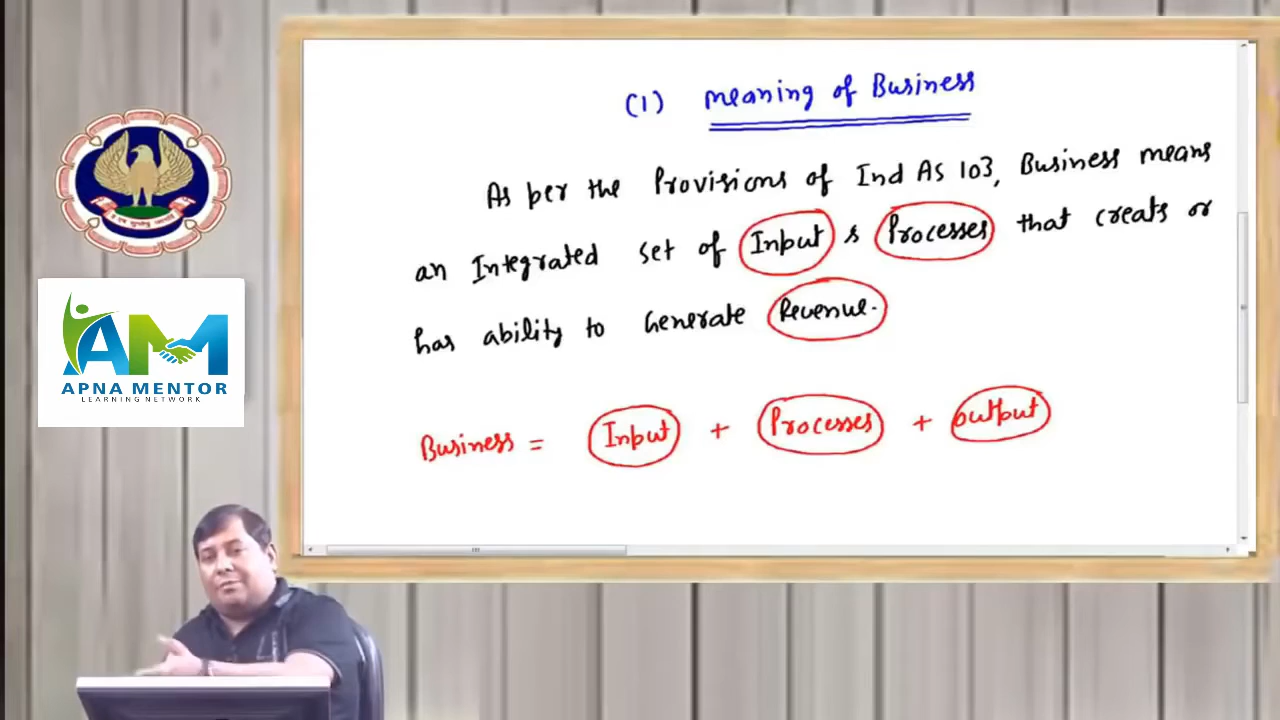 (1) Meaning of Business
As per the Provisions of Ind AS 103, Business means
an Integrated set of Input & Processes that creats or
has ability to Generate Revenue.
Business = Input + Processes + output
AM
APNA MENTOR
LEARNING NETWORK